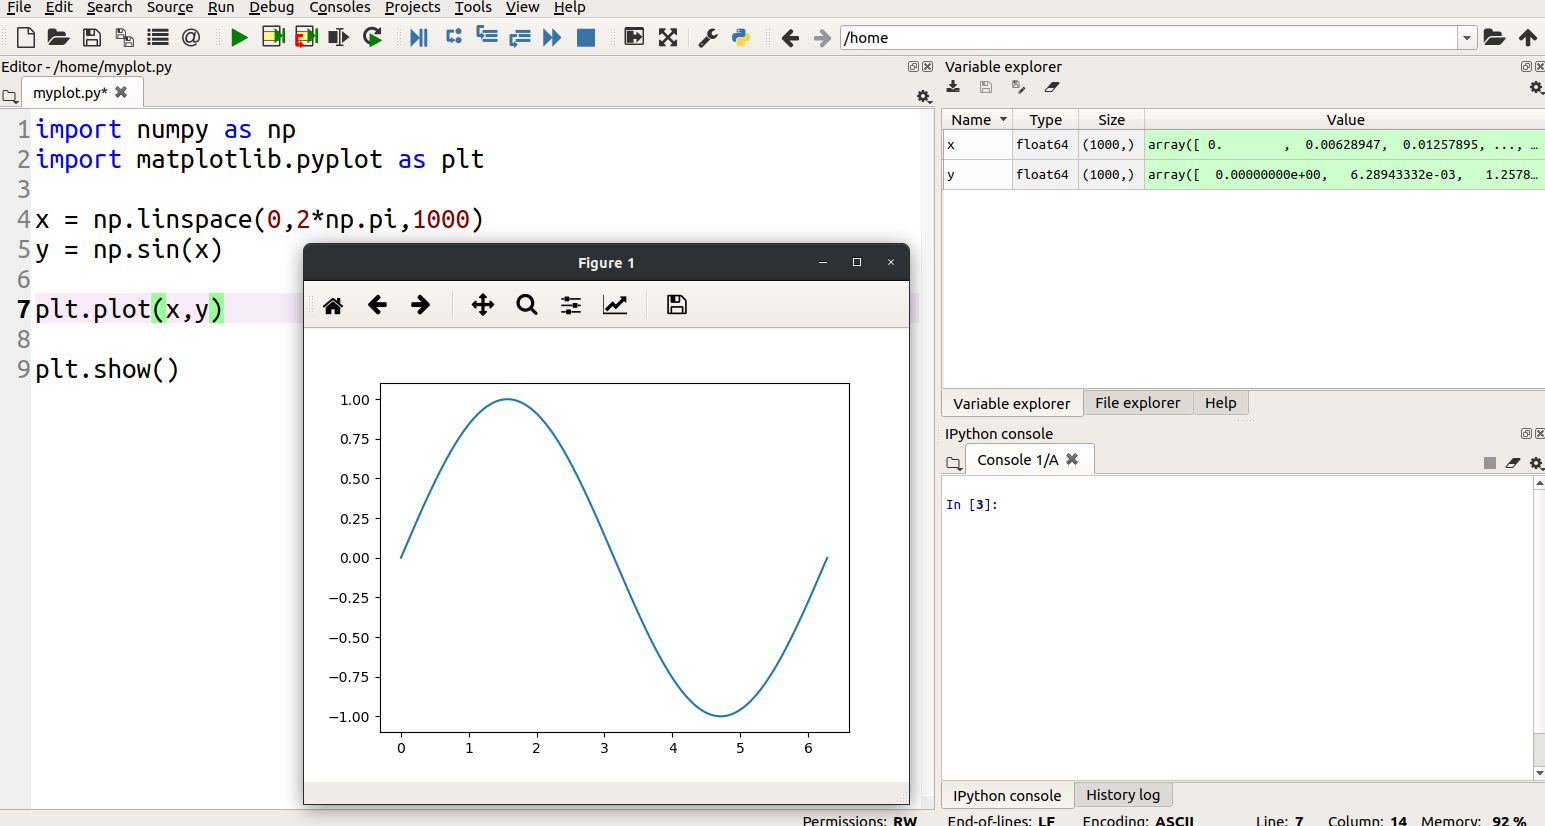 File Edit Search Source Run Debug Consoles Projects Tools View Help
/home
Editor - /home/myplot.py
myplot.py*
1 import numpy as np
2 import matplotlib.pyplot as plt
3
4 x = np.linspace(0,2*np.pi,1000)
5 y = np.sin(x)
6
7 plt.plot(x,y)
8
9 plt.show()
Figure 1
1.00
0.75
0.50
0.25
0.00
−0.25
−0.50
−0.75
−1.00
0 1 2 3 4 5 6
Variable explorer
Name Type Size Value
x float64 (1000,) array([ 0. , 0.00628947, 0.01257895, ..., …
y float64 (1000,) array([ 0.00000000e+00, 6.28943332e-03, 1.2578…
Variable explorer File explorer Help
IPython console
Console 1/A
In [3]:
IPython console History log
Permissions: RW End-of-lines: LF Encoding: ASCII Line: 7 Column: 14 Memory: 92 %